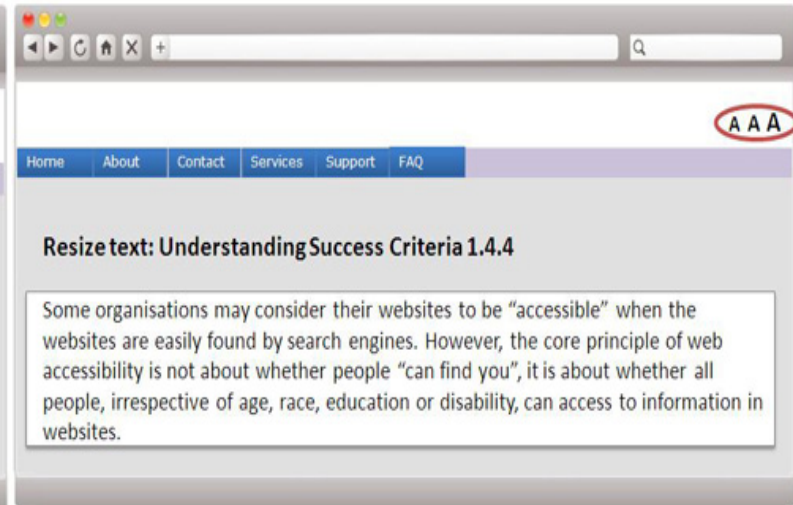 A A A
Home About Contact Services Support FAQ
Resize text: Understanding Success Criteria 1.4.4
Some organisations may consider their websites to be “accessible” when the
websites are easily found by search engines. However, the core principle of web
accessibility is not about whether people “can find you”, it is about whether all
people, irrespective of age, race, education or disability, can access to information in
websites.